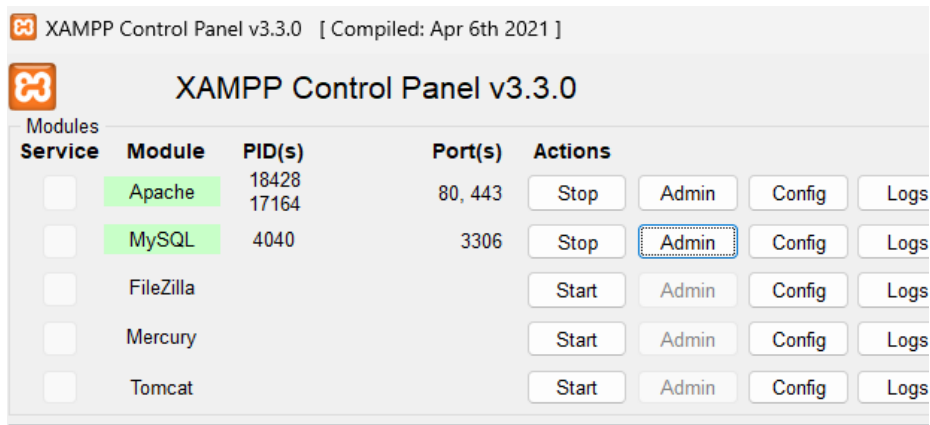 XAMPP Control Panel v3.3.0 [ Compiled: Apr 6th 2021 ]
XAMPP Control Panel v3.3.0
Modules
Service Module PID(s) Port(s) Actions
Apache 18428 17164 80, 443 Stop Admin Config Logs
MySQL 4040 3306 Stop Admin Config Logs
FileZilla Start Admin Config Logs
Mercury Start Admin Config Logs
Tomcat Start Admin Config Logs